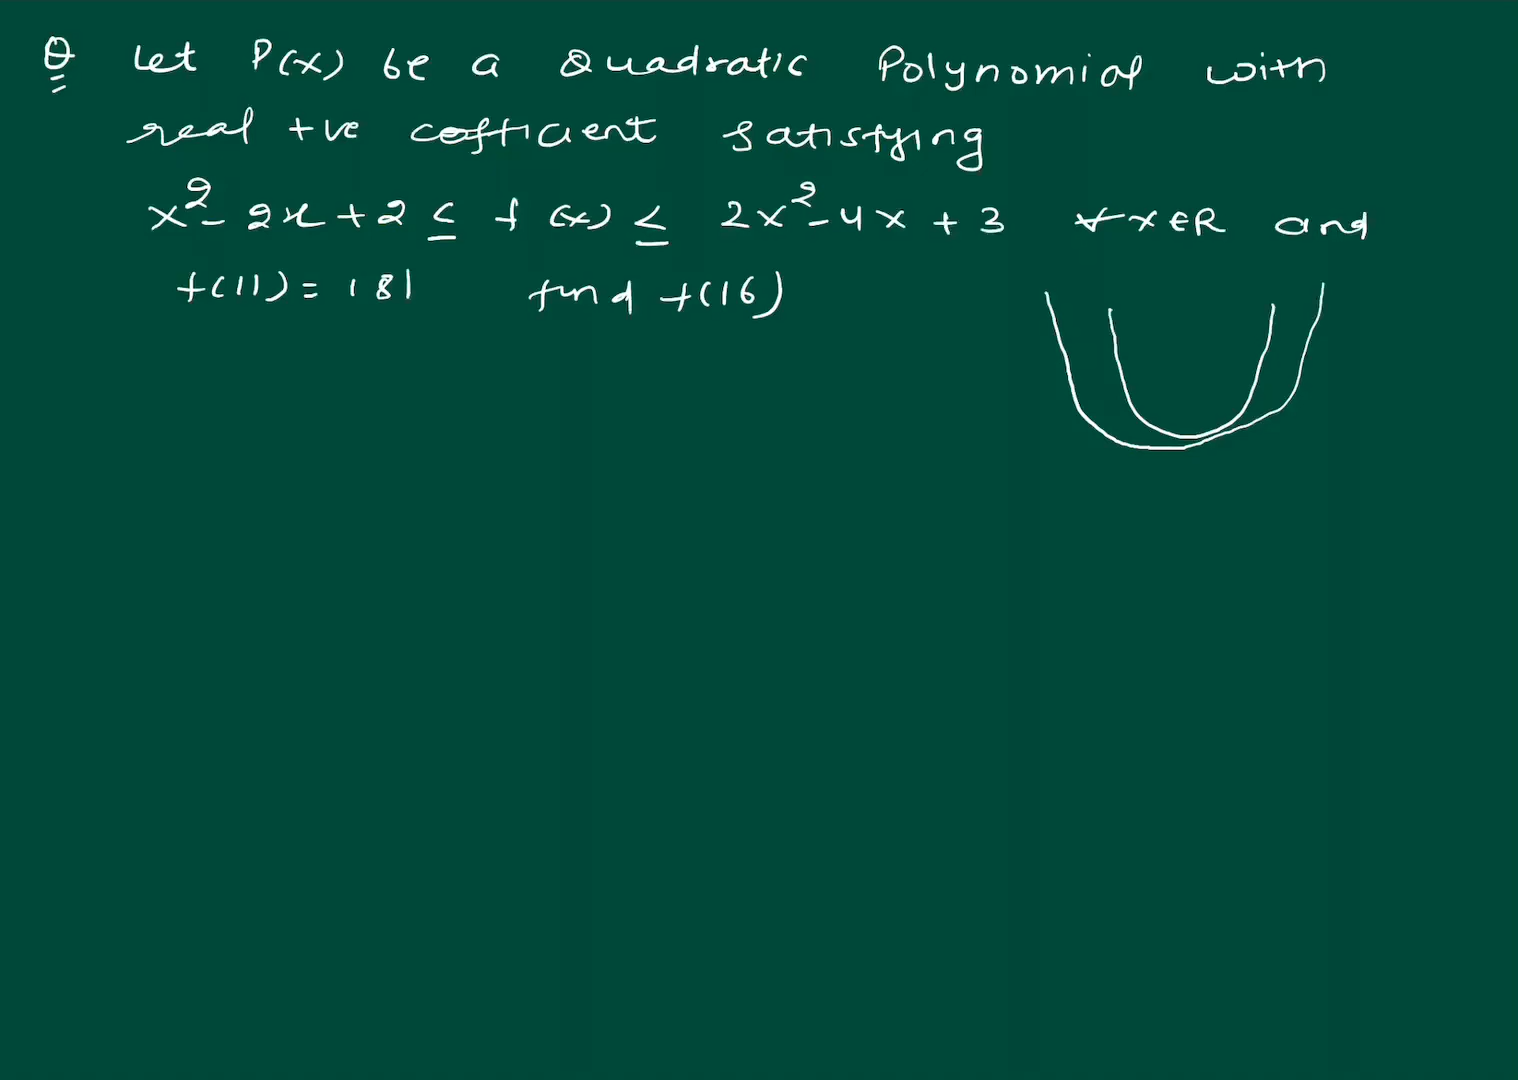 Q Let P(x) be a Quadratic Polynomial with
real +ve cofficient satisfying
x² - 2x + 2 ≤ f(x) ≤ 2x² - 4x + 3 ∀ x ∈ R and
f(11) = 181 find f(16)